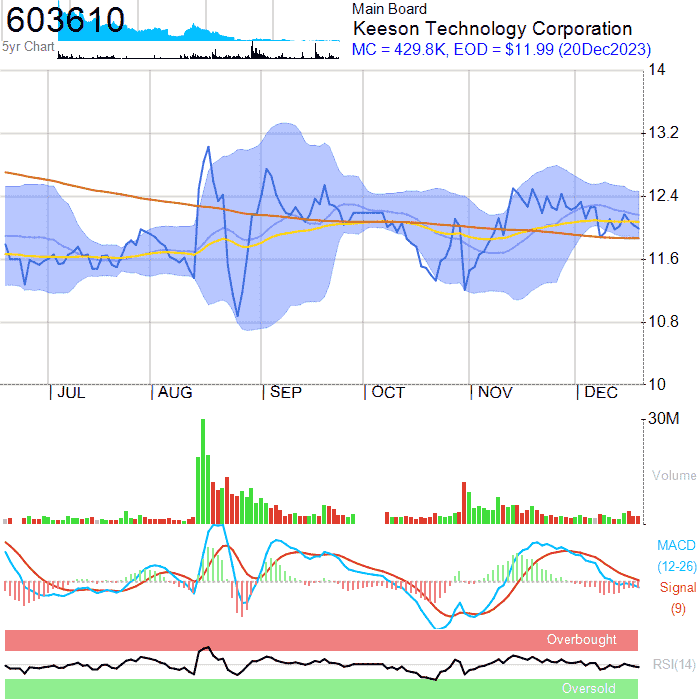 603610
Main Board
Keeson Technology Corporation
5yr Chart
MC = 429.8K, EOD = $11.99 (20Dec2023)
14
13.2
12.4
11.6
10.8
10
JUL AUG SEP OCT NOV DEC
30M
Volume
MACD
(12-26)
Signal
(9)
Overbought
RSI(14)
Oversold